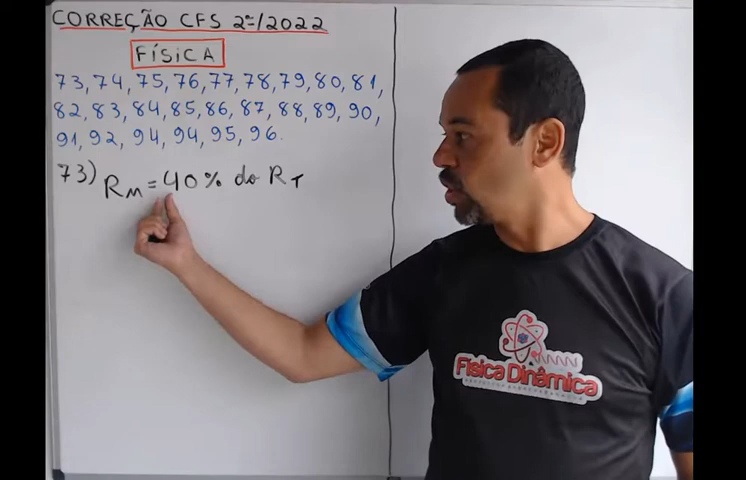 CORREÇÃO CFS 2º/2022
FÍSICA
73, 74, 75, 76, 77, 78, 79, 80, 81,
82, 83, 84, 85, 86, 87, 88, 89, 90,
91, 92, 94, 94, 95, 96.
73) RM = 40% do RT
Física Dinâmica